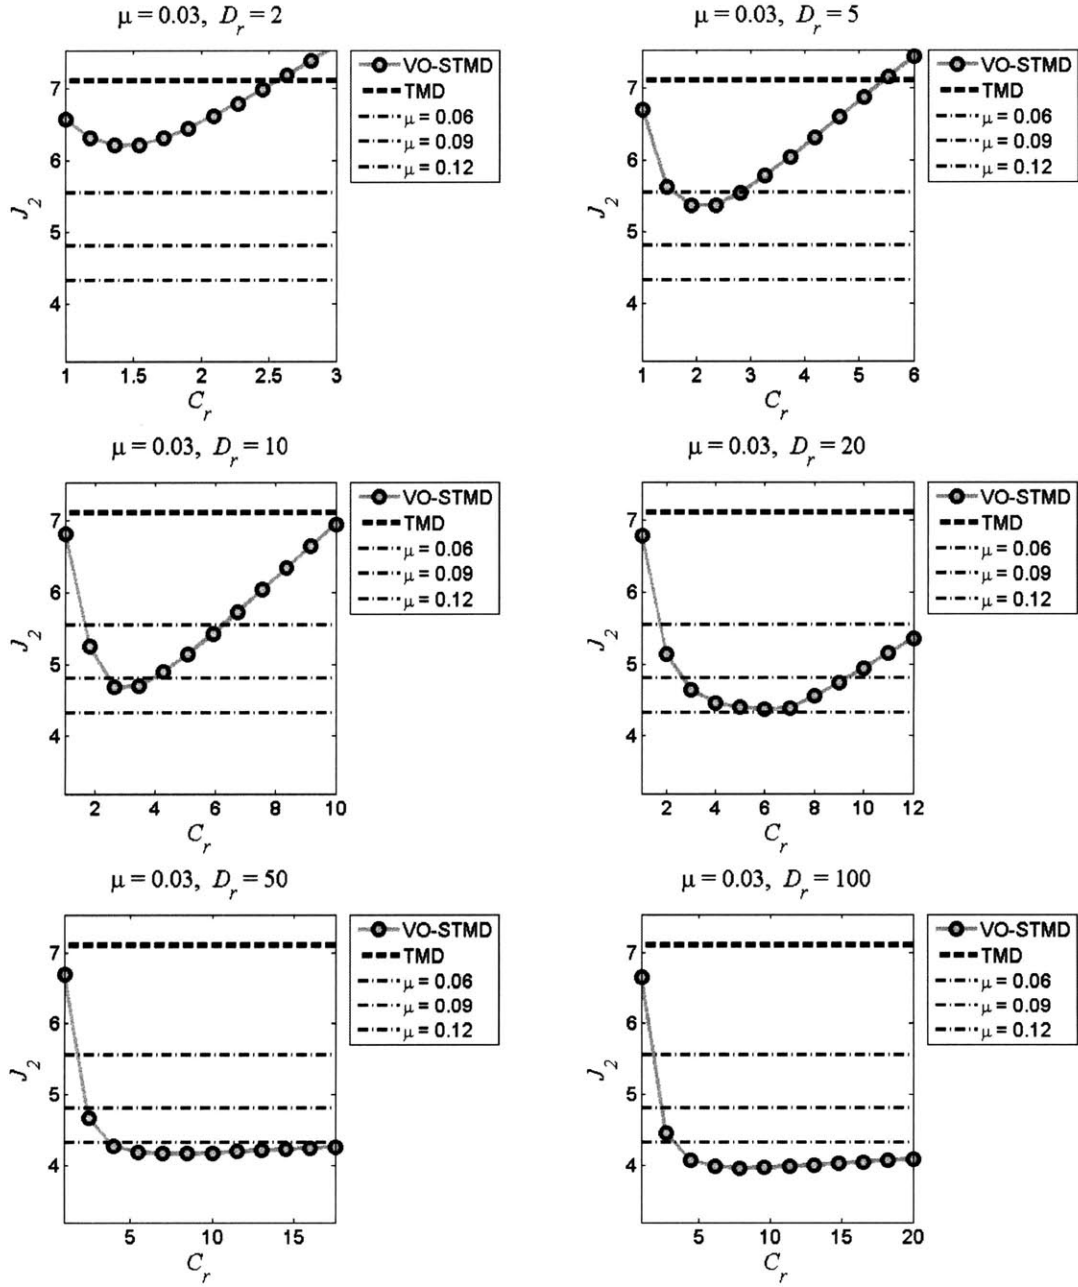 μ = 0.03, D_r = 2
7
6
5
4
J_2
1
1.5
2
2.5
3
C_r
VO-STMD
TMD
μ = 0.06
μ = 0.09
μ = 0.12
μ = 0.03, D_r = 5
7
6
5
4
J_2
1
2
3
4
5
6
C_r
VO-STMD
TMD
μ = 0.06
μ = 0.09
μ = 0.12
μ = 0.03, D_r = 10
7
6
5
4
J_2
2
4
6
8
10
C_r
VO-STMD
TMD
μ = 0.06
μ = 0.09
μ = 0.12
μ = 0.03, D_r = 20
7
6
5
4
J_2
2
4
6
8
10
12
C_r
VO-STMD
TMD
μ = 0.06
μ = 0.09
μ = 0.12
μ = 0.03, D_r = 50
7
6
5
4
J_2
5
10
15
C_r
VO-STMD
TMD
μ = 0.06
μ = 0.09
μ = 0.12
μ = 0.03, D_r = 100
7
6
5
4
J_2
5
10
15
20
C_r
VO-STMD
TMD
μ = 0.06
μ = 0.09
μ = 0.12